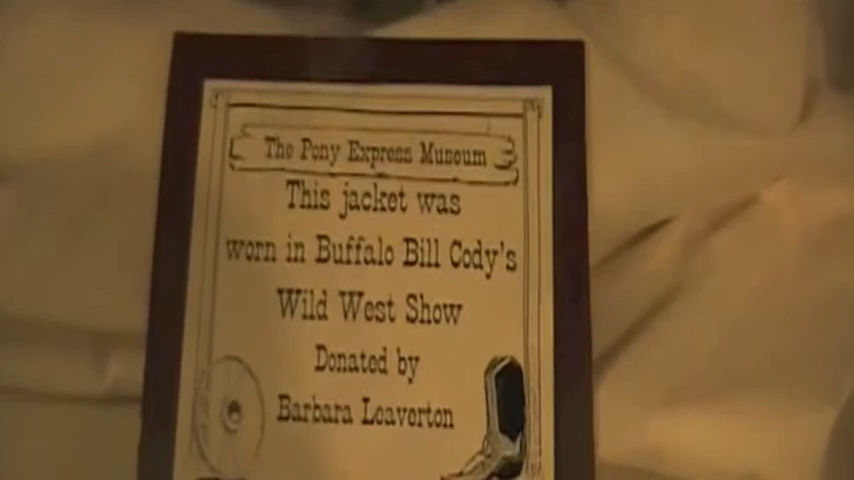 The Pony Express Museum
This jacket was
worn in Buffalo Bill Cody's
Wild West Show
Donated by
Barbara Leaverton